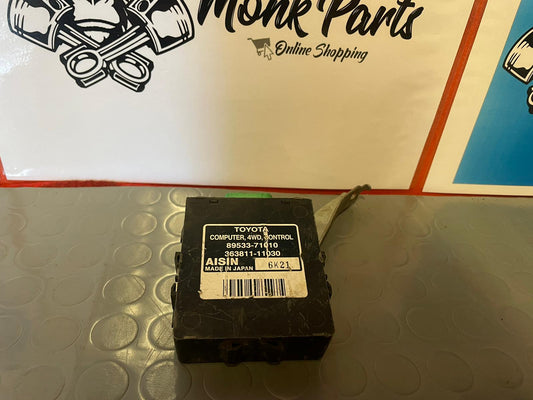 Monk Parts
Online Shopping
TOYOTA
COMPUTER, 4WD, CONTROL
89533-71010
363811-11030
AISIN 6K21
MADE IN JAPAN